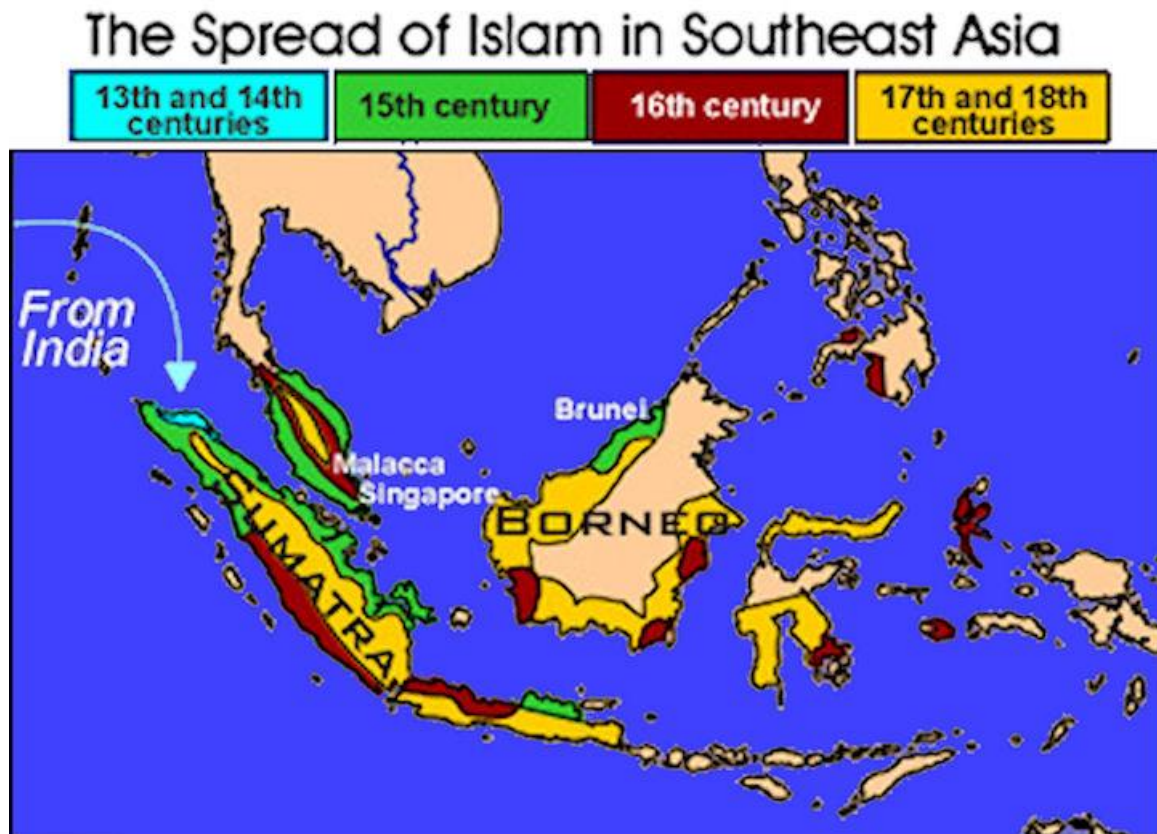 The Spread of Islam in Southeast Asia
13th and 14th
centuries
15th century
16th century
17th and 18th
centuries
From
India
Brunei
Malacca
Singapore
BORNEO
UMATRA